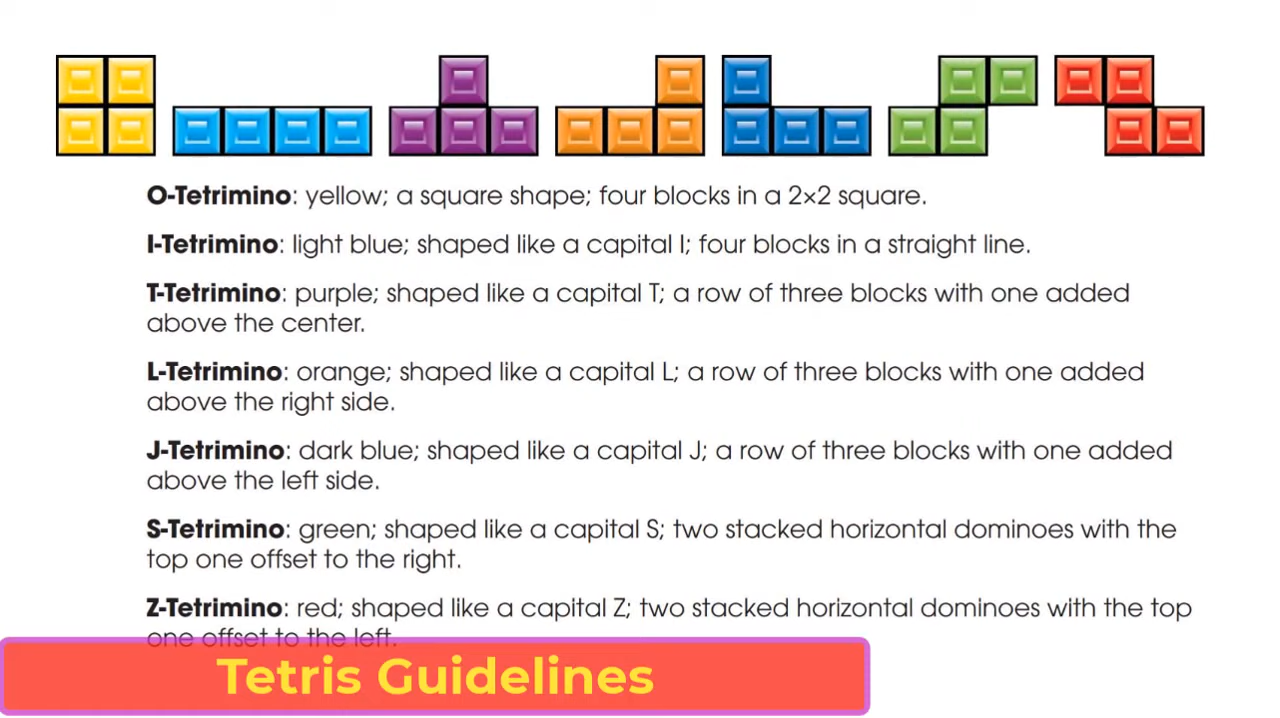 O-Tetrimino: yellow; a square shape; four blocks in a 2×2 square.
I-Tetrimino: light blue; shaped like a capital I; four blocks in a straight line.
T-Tetrimino: purple; shaped like a capital T; a row of three blocks with one added
above the center.
L-Tetrimino: orange; shaped like a capital L; a row of three blocks with one added
above the right side.
J-Tetrimino: dark blue; shaped like a capital J; a row of three blocks with one added
above the left side.
S-Tetrimino: green; shaped like a capital S; two stacked horizontal dominoes with the
top one offset to the right.
Z-Tetrimino: red; shaped like a capital Z; two stacked horizontal dominoes with the top
one offset to the left.
Tetris Guidelines